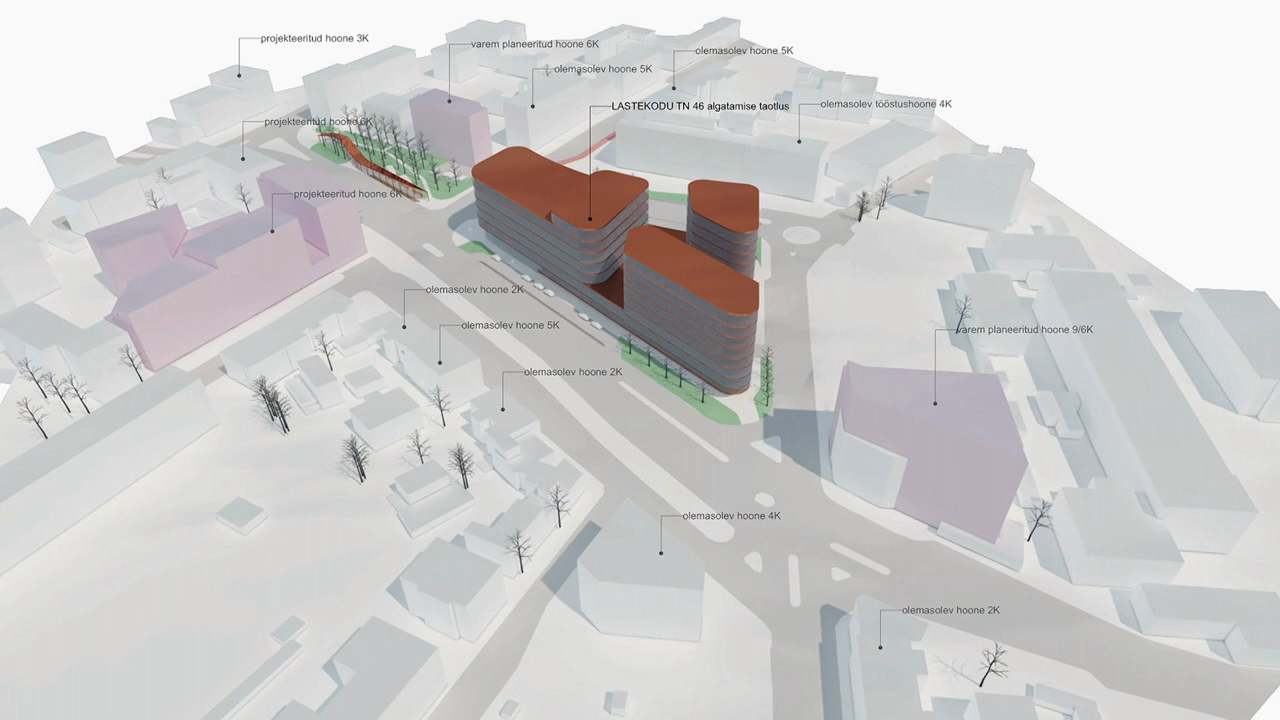 projekteeritud hoone 3K
varem planeeritud hoone 6K
olemasolev hoone 5K
olemasolev hoone 5K
LASTEKODU TN 46 algatamise taotlus
olemasolev tööstushoone 4K
projekteeritud hoone 6K
projekteeritud hoone 6K
olemasolev hoone 2K
olemasolev hoone 5K
varem planeeritud hoone 9/6K
olemasolev hoone 2K
olemasolev hoone 4K
olemasolev hoone 2K